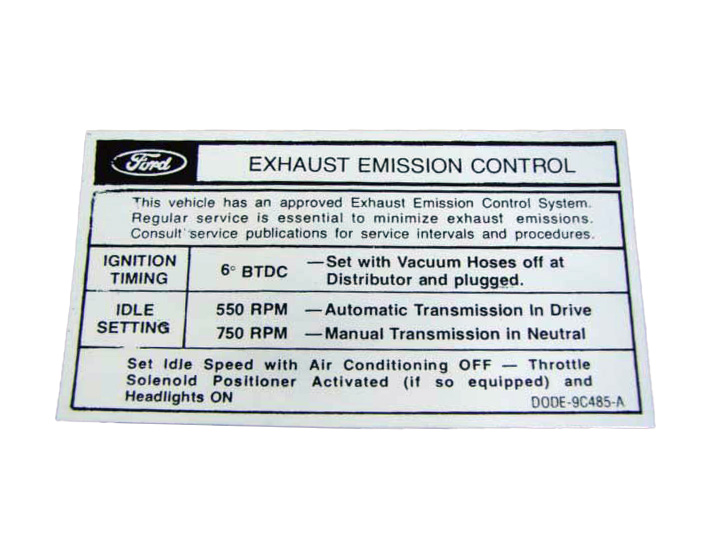 Ford EXHAUST EMISSION CONTROL
This vehicle has an approved Exhaust Emission Control System.
Regular service is essential to minimize exhaust emissions.
Consult service publications for service intervals and procedures.
IGNITION TIMING
6° BTDC
—Set with Vacuum Hoses off at
Distributor and plugged.
IDLE SETTING
550 RPM —Automatic Transmission In Drive
750 RPM —Manual Transmission in Neutral
Set Idle Speed with Air Conditioning OFF — Throttle
Solenold Positioner Activated (if so equipped) and
Headlights ON
DODE-9C485-A